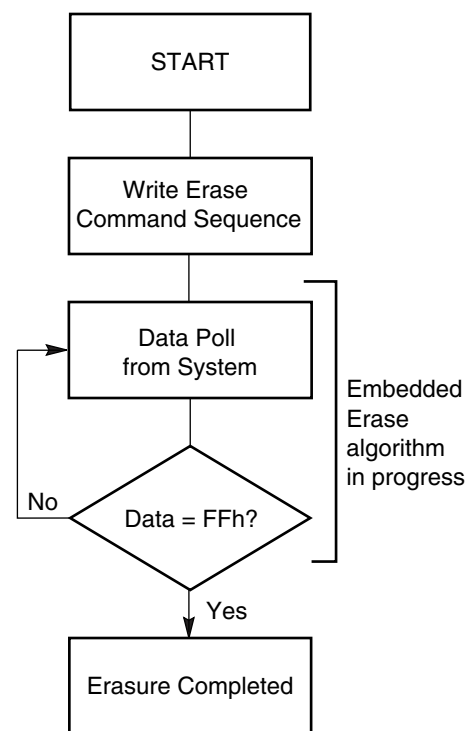 START
Write Erase
Command Sequence
Data Poll
from System
Embedded
Erase
algorithm
in progress
No
Data = FFh?
Yes
Erasure Completed